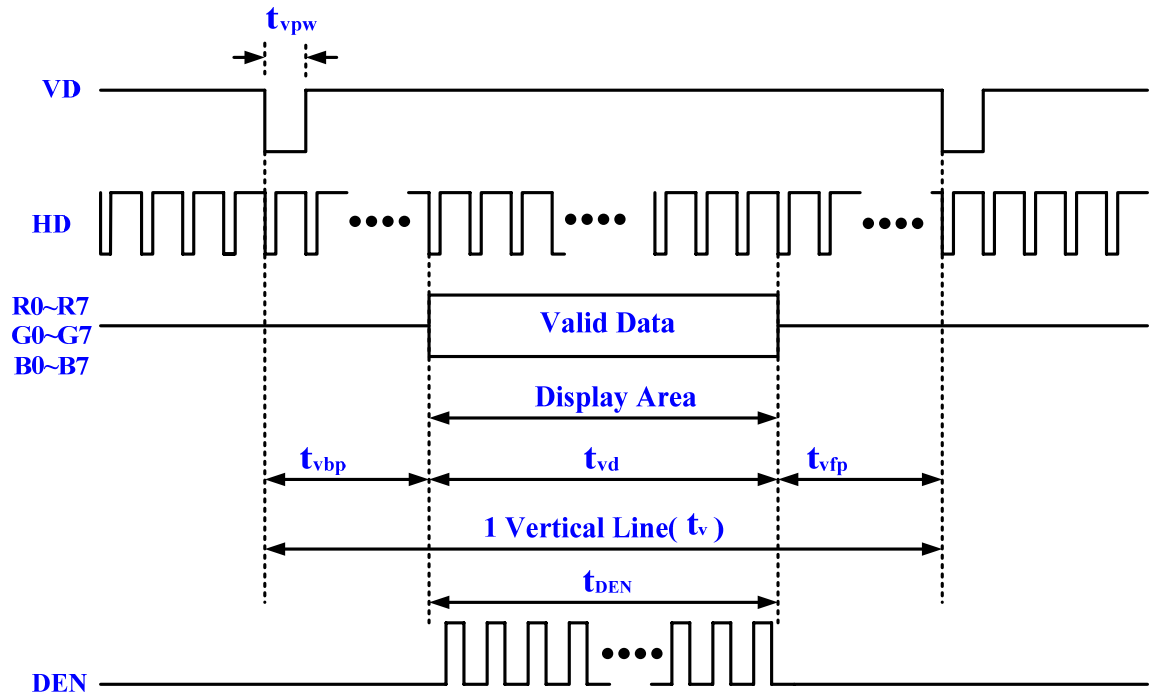 tvpw
VD
HD
R0~R7
G0~G7
B0~B7
Valid Data
Display Area
tvbp
tvd
tvfp
1 Vertical Line( tv )
tDEN
DEN